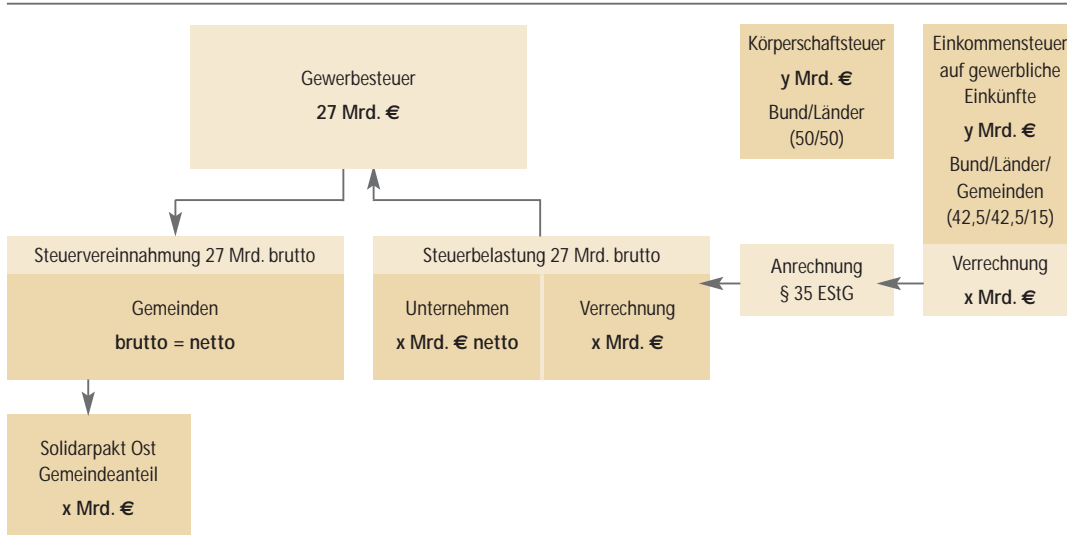 Gewerbesteuer
27 Mrd. €
Körperschaftsteuer
y Mrd. €
Bund/Länder
(50/50)
Einkommensteuer
auf gewerbliche
Einkünfte
y Mrd. €
Bund/Länder/
Gemeinden
(42,5/42,5/15)
Steuervereinnahmung 27 Mrd. brutto
Gemeinden
brutto = netto
Steuerbelastung 27 Mrd. brutto
Unternehmen
x Mrd. € netto
Verrechnung
x Mrd. €
Anrechnung
§ 35 EStG
Verrechnung
x Mrd. €
Solidarpakt Ost
Gemeindeanteil
x Mrd. €